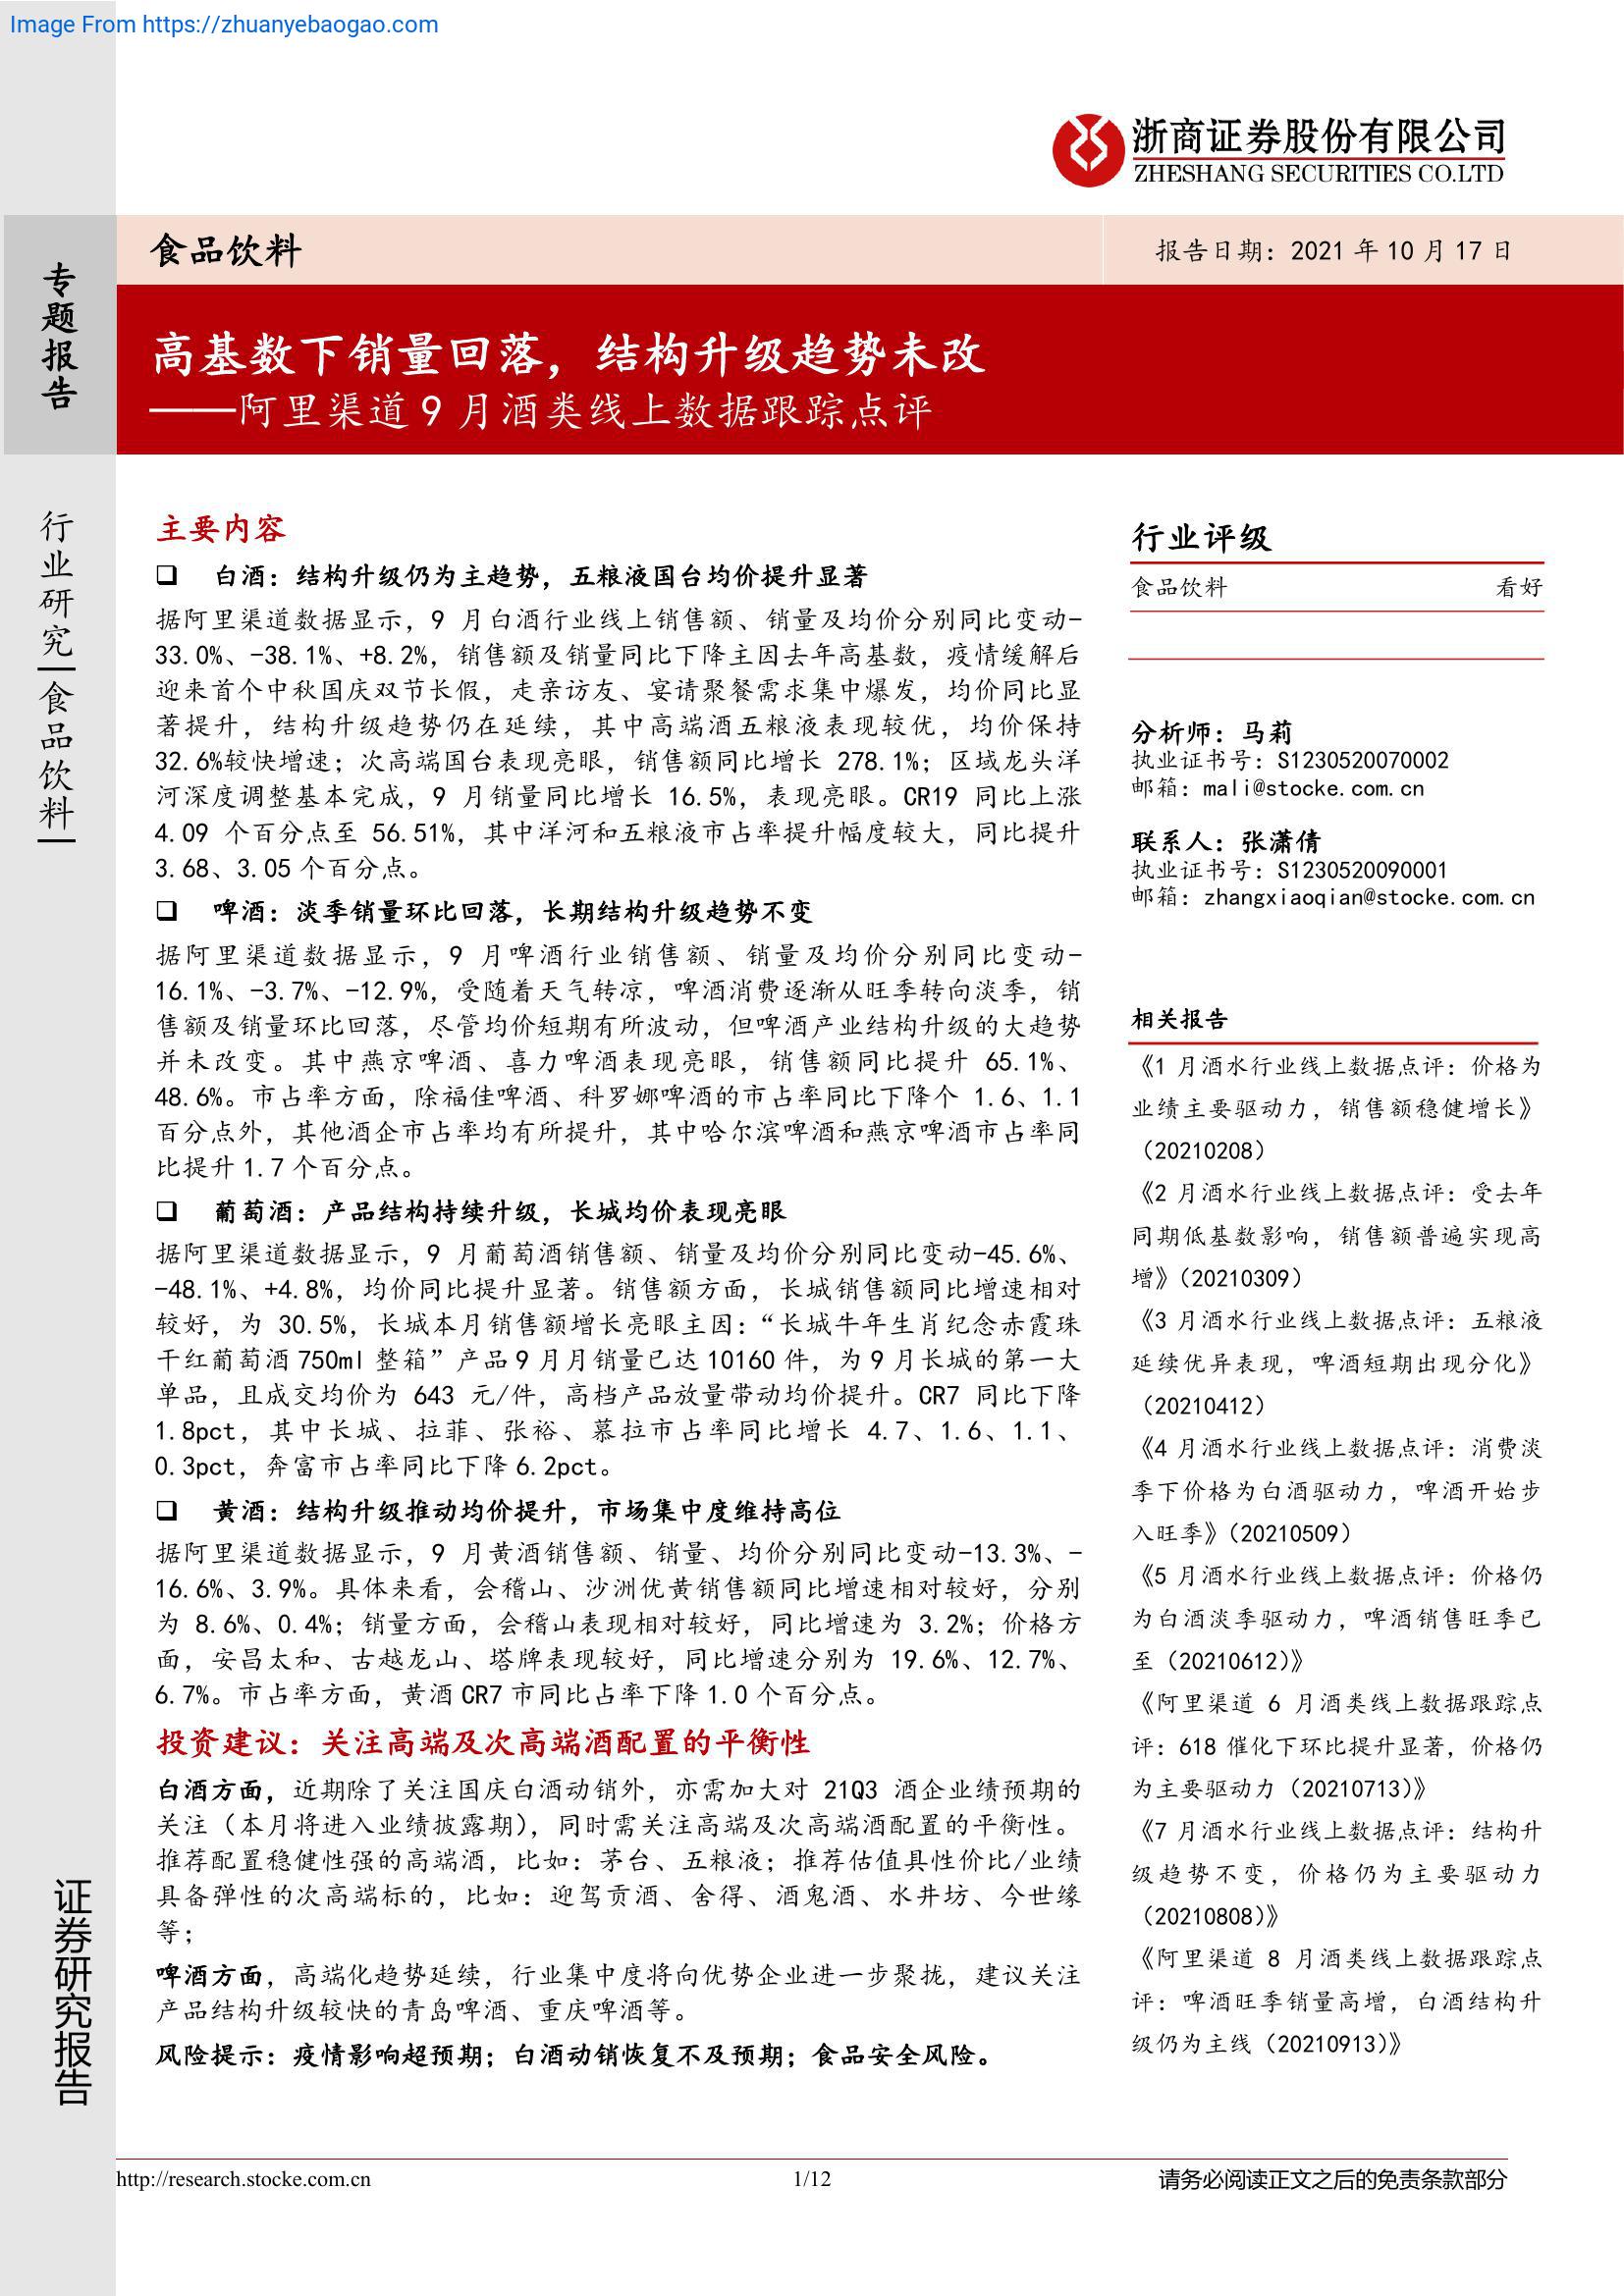 Image From https://zhuanyebaogao.com
浙商证券股份有限公司
ZHESHANG SECURITIES CO.LTD
专题报告
食品饮料
报告日期：2021 年 10 月 17 日
高基数下销量回落，结构升级趋势未改
——阿里渠道 9 月酒类线上数据跟踪点评
行业研究|食品饮料|
证券研究报告
主要内容
❑ 白酒：结构升级仍为主趋势，五粮液国台均价提升显著
据阿里渠道数据显示，9 月白酒行业线上销售额、销量及均价分别同比变动-
33.0%、-38.1%、+8.2%，销售额及销量同比下降主因去年高基数，疫情缓解后
迎来首个中秋国庆双节长假，走亲访友、宴请聚餐需求集中爆发，均价同比显
著提升，结构升级趋势仍在延续，其中高端酒五粮液表现较优，均价保持
32.6%较快增速；次高端国台表现亮眼，销售额同比增长 278.1%；区域龙头洋
河深度调整基本完成，9 月销量同比增长 16.5%，表现亮眼。CR19 同比上涨
4.09 个百分点至 56.51%，其中洋河和五粮液市占率提升幅度较大，同比提升
3.68、3.05 个百分点。
❑ 啤酒：淡季销量环比回落，长期结构升级趋势不变
据阿里渠道数据显示，9 月啤酒行业销售额、销量及均价分别同比变动-
16.1%、-3.7%、-12.9%，受随着天气转凉，啤酒消费逐渐从旺季转向淡季，销
售额及销量环比回落，尽管均价短期有所波动，但啤酒产业结构升级的大趋势
并未改变。其中燕京啤酒、喜力啤酒表现亮眼，销售额同比提升 65.1%、
48.6%。市占率方面，除福佳啤酒、科罗娜啤酒的市占率同比下降个 1.6、1.1
百分点外，其他酒企市占率均有所提升，其中哈尔滨啤酒和燕京啤酒市占率同
比提升 1.7 个百分点。
❑ 葡萄酒：产品结构持续升级，长城均价表现亮眼
据阿里渠道数据显示，9 月葡萄酒销售额、销量及均价分别同比变动-45.6%、
-48.1%、+4.8%，均价同比提升显著。销售额方面，长城销售额同比增速相对
较好，为 30.5%，长城本月销售额增长亮眼主因：“长城牛年生肖纪念赤霞珠
干红葡萄酒 750ml 整箱”产品 9 月月销量已达 10160 件，为 9 月长城的第一大
单品，且成交均价为 643 元/件，高档产品放量带动均价提升。CR7 同比下降
1.8pct，其中长城、拉菲、张裕、慕拉市占率同比增长 4.7、1.6、1.1、
0.3pct，奔富市占率同比下降 6.2pct。
❑ 黄酒：结构升级推动均价提升，市场集中度维持高位
据阿里渠道数据显示，9 月黄酒销售额、销量、均价分别同比变动-13.3%、-
16.6%、3.9%。具体来看，会稽山、沙洲优黄销售额同比增速相对较好，分别
为 8.6%、0.4%；销量方面，会稽山表现相对较好，同比增速为 3.2%；价格方
面，安昌太和、古越龙山、塔牌表现较好，同比增速分别为 19.6%、12.7%、
6.7%。市占率方面，黄酒 CR7 市同比占率下降 1.0 个百分点。
投资建议：关注高端及次高端酒配置的平衡性
白酒方面，近期除了关注国庆白酒动销外，亦需加大对 21Q3 酒企业绩预期的
关注（本月将进入业绩披露期），同时需关注高端及次高端酒配置的平衡性。
推荐配置稳健性强的高端酒，比如：茅台、五粮液；推荐估值具性价比/业绩
具备弹性的次高端标的，比如：迎驾贡酒、舍得、酒鬼酒、水井坊、今世缘
等；
啤酒方面，高端化趋势延续，行业集中度将向优势企业进一步聚拢，建议关注
产品结构升级较快的青岛啤酒、重庆啤酒等。
风险提示：疫情影响超预期；白酒动销恢复不及预期；食品安全风险。
行业评级
食品饮料 看好
分析师：马莉
执业证书号：S1230520070002
邮箱：mali@stocke.com.cn
联系人：张潇倩
执业证书号：S1230520090001
邮箱：zhangxiaoqian@stocke.com.cn
相关报告
《1 月酒水行业线上数据点评：价格为
业绩主要驱动力，销售额稳健增长》
（20210208）
《2 月酒水行业线上数据点评：受去年
同期低基数影响，销售额普遍实现高
增》（20210309）
《3 月酒水行业线上数据点评：五粮液
延续优异表现，啤酒短期出现分化》
（20210412）
《4 月酒水行业线上数据点评：消费淡
季下价格为白酒驱动力，啤酒开始步
入旺季》（20210509）
《5 月酒水行业线上数据点评：价格仍
为白酒淡季驱动力，啤酒销售旺季已
至（20210612）》
《阿里渠道 6 月酒类线上数据跟踪点
评：618 催化下环比提升显著，价格仍
为主要驱动力（20210713）》
《7 月酒水行业线上数据点评：结构升
级趋势不变，价格仍为主要驱动力
（20210808）》
《阿里渠道 8 月酒类线上数据跟踪点
评：啤酒旺季销量高增，白酒结构升
级仍为主线（20210913）》
http://research.stocke.com.cn
1/12
请务必阅读正文之后的免责条款部分